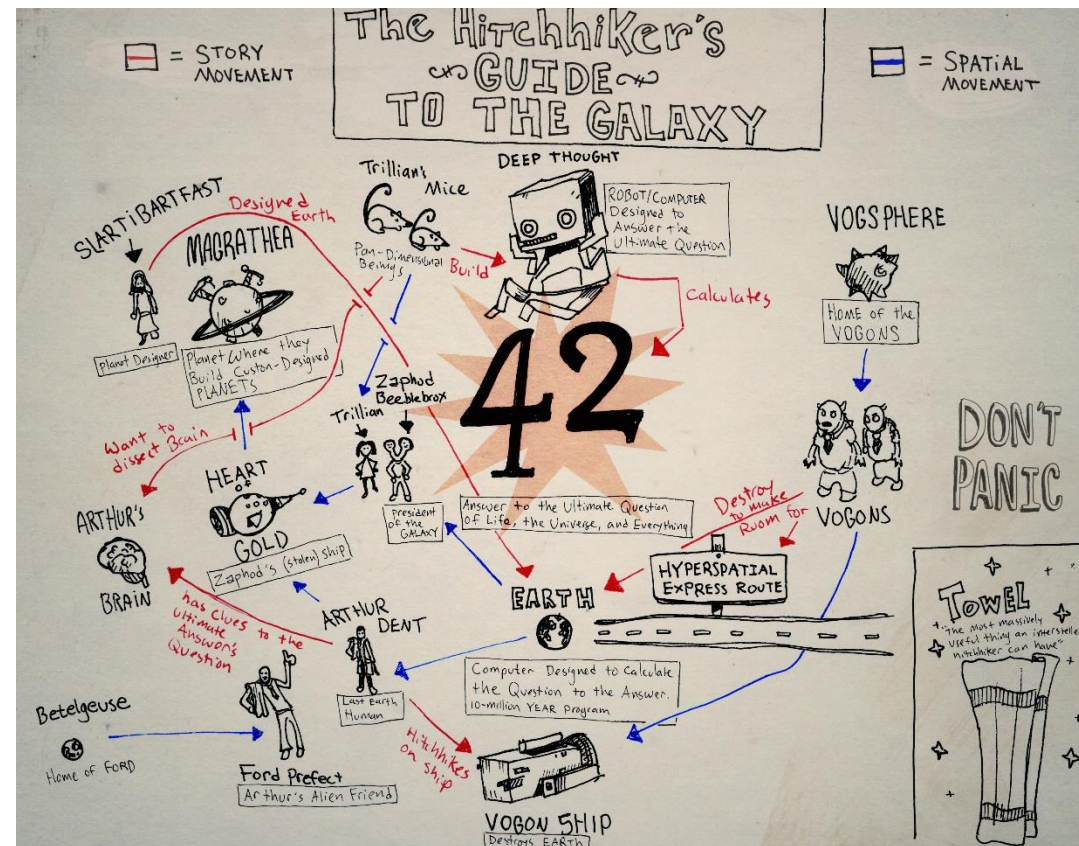 The Hitchhiker's
GUIDE
TO THE GALAXY
= STORY
MOVEMENT
= SPATIAL
MOVEMENT
SLARTIBARTFAST
Planet Designer
Designed
Earth
MAGRATHEA
Planet Where they
Build Custom-Designed
PLANETS
Trillian's
Mice
Pan-Dimensional
Beings
Build
DEEP THOUGHT
ROBOT/COMPUTER
Designed to
Answer the
Ultimate Question
Calculates
42
Answer to the Ultimate Question
of Life, the Universe, and Everything
VOGSPHERE
HOME OF the
VOGONS
VOGONS
Destroy
to make
Room for
HYPERSPATIAL
EXPRESS ROUTE
DON'T
PANIC
Want to
dissect Brain
Trillian
Zaphod
Beeblebrox
President
of the
GALAXY
HEART
of
GOLD
Zaphod's (stolen) ship
ARTHUR'S
BRAIN
has clues to the
ultimate
Answer's
Question
ARTHUR
DENT
Last Earth
Human
EARTH
Computer Designed to Calculate
the Question to the Answer.
10-million YEAR program
Betelgeuse
Home of FORD
Ford Prefect
Arthur's Alien Friend
Hitchhikes
on ship
VOGON SHIP
Destroys EARTH
TOWEL
"the most massively
useful thing an interstella
hitchhiker can have"